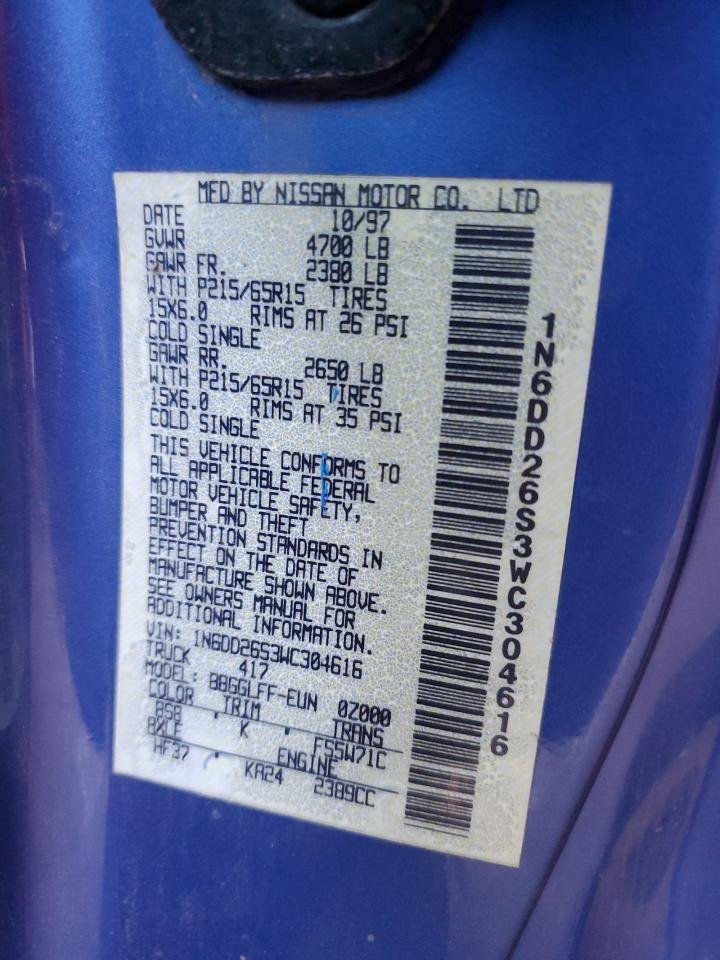 MFD BY NISSAN MOTOR CO. LTD
DATE 10/97
GVWR 4700 LB
GAWR FR. 2380 LB
WITH P215/65R15 TIRES
15X6.0 RIMS AT 26 PSI
COLD SINGLE
GAWR RR. 2650 LB
WITH P215/65R15 TIRES
15X6.0 RIMS AT 35 PSI
COLD SINGLE
THIS VEHICLE CONFORMS TO
ALL APPLICABLE FEDERAL
MOTOR VEHICLE SAFETY,
BUMPER AND THEFT
PREVENTION STANDARDS IN
EFFECT ON THE DATE OF
MANUFACTURE SHOWN ABOVE.
SEE OWNERS MANUAL FOR
ADDITIONAL INFORMATION.
VIN: 1N6DD26S3WC304616
TRUCK 417
MODEL: BBGGLFF-EUN 0Z000
COLOR TRIM TRANS
BS8 K FS5W71C
AXLE ENGINE
HF37 KA24 2389CC
1N6DD26S3WC304616